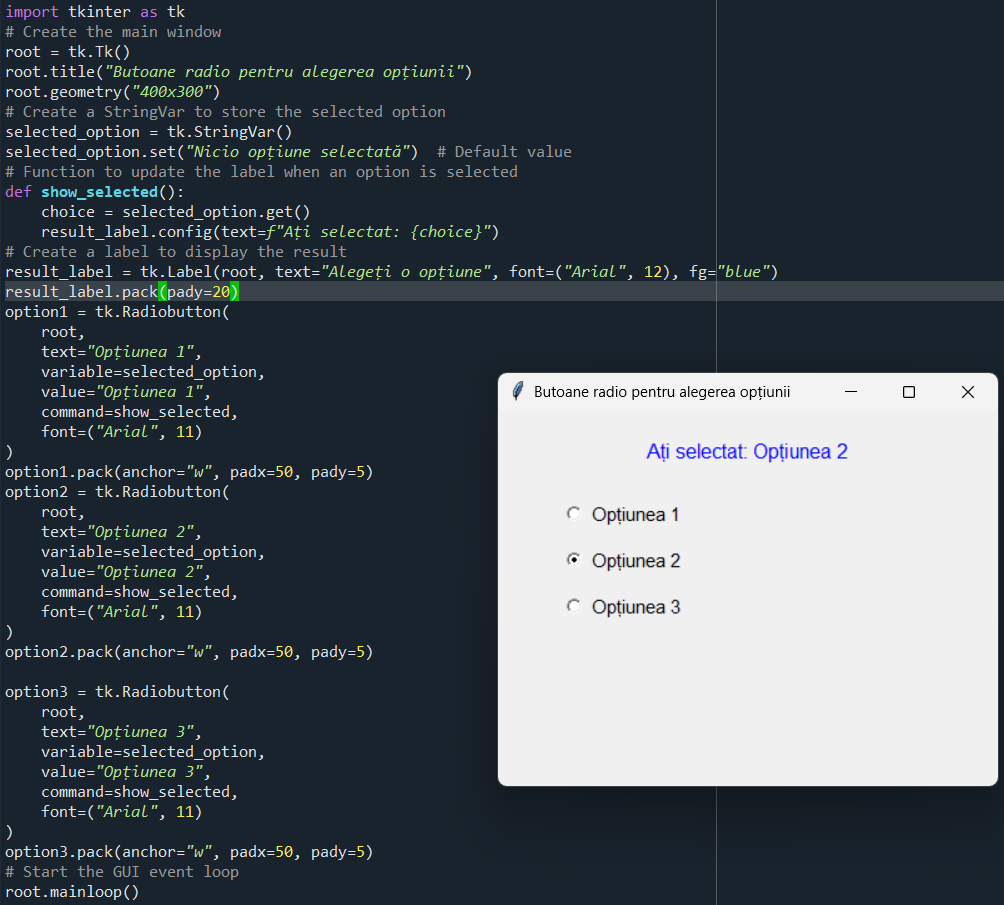 import tkinter as tk
# Create the main window
root = tk.Tk()
root.title("Butoane radio pentru alegerea opțiunii")
root.geometry("400x300")
# Create a StringVar to store the selected option
selected_option = tk.StringVar()
selected_option.set("Nicio opțiune selectată")  # Default value
# Function to update the label when an option is selected
def show_selected():
    choice = selected_option.get()
    result_label.config(text=f"Ați selectat: {choice}")
# Create a label to display the result
result_label = tk.Label(root, text="Alegeți o opțiune", font=("Arial", 12), fg="blue")
result_label.pack(pady=20)
option1 = tk.Radiobutton(
    root,
    text="Opțiunea 1",
    variable=selected_option,
    value="Opțiunea 1",
    command=show_selected,
    font=("Arial", 11)
)
option1.pack(anchor="w", padx=50, pady=5)
option2 = tk.Radiobutton(
    root,
    text="Opțiunea 2",
    variable=selected_option,
    value="Opțiunea 2",
    command=show_selected,
    font=("Arial", 11)
)
option2.pack(anchor="w", padx=50, pady=5)

option3 = tk.Radiobutton(
    root,
    text="Opțiunea 3",
    variable=selected_option,
    value="Opțiunea 3",
    command=show_selected,
    font=("Arial", 11)
)
option3.pack(anchor="w", padx=50, pady=5)
# Start the GUI event loop
root.mainloop()
Butoane radio pentru alegerea opțiunii
Ați selectat: Opțiunea 2
Opțiunea 1
Opțiunea 2
Opțiunea 3